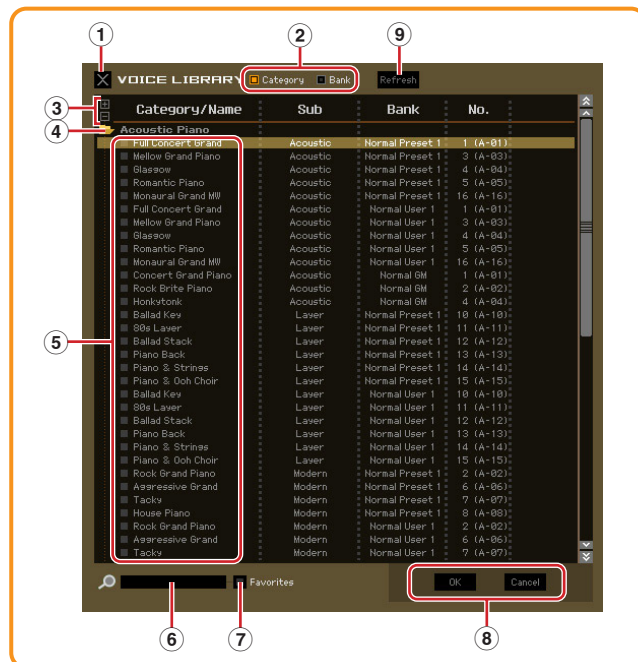 1 2 9
VOICE LIBRARY Category Bank Refresh
3 Category/Name Sub Bank No.
4 Acoustic Piano
Full Concert Grand Acoustic Normal Preset 1 1 (A-01)
Mellow Grand Piano Acoustic Normal Preset 1 3 (A-03)
Glasgow Acoustic Normal Preset 1 4 (A-04)
Romantic Piano Acoustic Normal Preset 1 5 (A-05)
Monaural Grand MW Acoustic Normal Preset 1 16 (A-16)
Full Concert Grand Acoustic Normal User 1 1 (A-01)
Mellow Grand Piano Acoustic Normal User 1 3 (A-03)
Glasgow Acoustic Normal User 1 4 (A-04)
Romantic Piano Acoustic Normal User 1 5 (A-05)
Monaural Grand MW Acoustic Normal User 1 16 (A-16)
Concert Grand Piano Acoustic Normal GM 1 (A-01)
Rock Brite Piano Acoustic Normal GM 2 (A-02)
Honkytonk Acoustic Normal GM 4 (A-04)
Ballad Key Layer Normal Preset 1 10 (A-10)
5 80s Layer Layer Normal Preset 1 11 (A-11)
Ballad Stack Layer Normal Preset 1 12 (A-12)
Piano Back Layer Normal Preset 1 13 (A-13)
Piano & Strings Layer Normal Preset 1 14 (A-14)
Piano & Ooh Choir Layer Normal Preset 1 15 (A-15)
Ballad Key Layer Normal User 1 10 (A-10)
80s Layer Layer Normal User 1 11 (A-11)
Ballad Stack Layer Normal User 1 12 (A-12)
Piano Back Layer Normal User 1 13 (A-13)
Piano & Strings Layer Normal User 1 14 (A-14)
Piano & Ooh Choir Layer Normal User 1 15 (A-15)
Rock Grand Piano Modern Normal Preset 1 2 (A-02)
Aggressive Grand Modern Normal Preset 1 6 (A-06)
Tacky Modern Normal Preset 1 7 (A-07)
House Piano Modern Normal Preset 1 8 (A-08)
Rock Grand Piano Modern Normal User 1 2 (A-02)
Aggressive Grand Modern Normal User 1 6 (A-06)
Tacky Modern Normal User 1 7 (A-07)
Favorites OK Cancel
6 7 8